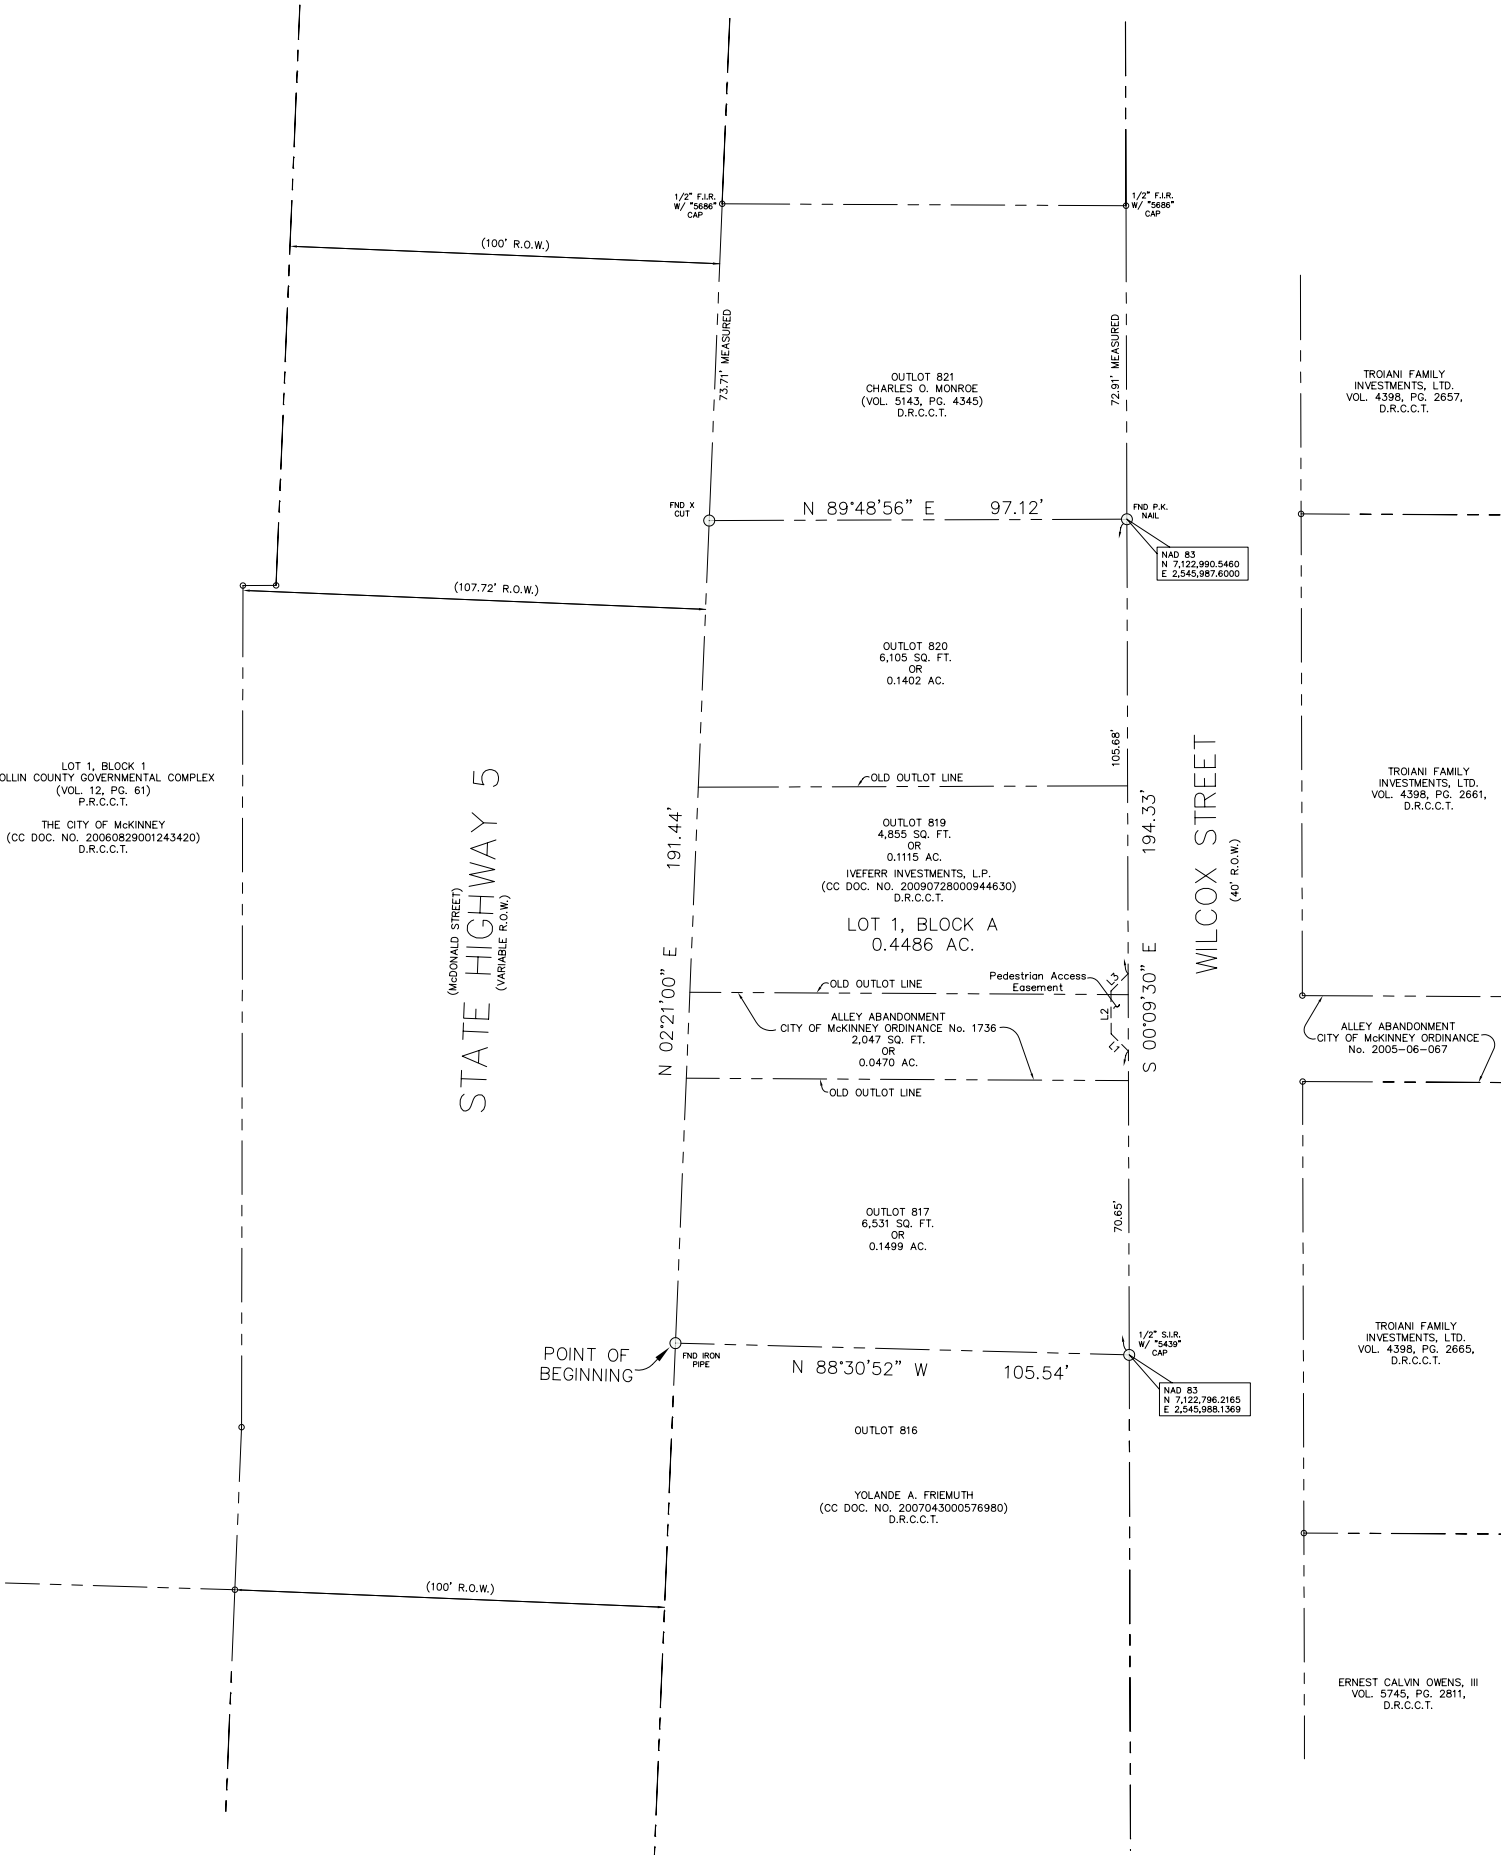 1/2" F.I.R.
W/ "5686"
CAP
1/2" F.I.R.
W/ "5686"
CAP
(100' R.O.W.)
73.71' MEASURED
72.91' MEASURED
OUTLOT 821
CHARLES O. MONROE
(VOL. 5143, PG. 4345)
D.R.C.C.T.
TROIANI FAMILY
INVESTMENTS, LTD.
VOL. 4398, PG. 2657,
D.R.C.C.T.
FND X
CUT
N 89°48'56" E 97.12'
FND P.K.
NAIL
NAD 83
N 7,122,990.5460
E 2,545,987.6000
(107.72' R.O.W.)
OUTLOT 820
6,105 SQ. FT.
OR
0.1402 AC.
105.68'
OLD OUTLOT LINE
LOT 1, BLOCK 1
OLLIN COUNTY GOVERNMENTAL COMPLEX
(VOL. 12, PG. 61)
P.R.C.C.T.
THE CITY OF McKINNEY
(CC DOC. NO. 20060829001243420)
D.R.C.C.T.
STATE HIGHWAY 5
(McDONALD STREET)
(VARIABLE R.O.W.)
N 02°21'00" E 191.44'
OUTLOT 819
4,855 SQ. FT.
OR
0.1115 AC.
IVEFERR INVESTMENTS, L.P.
(CC DOC. NO. 20090728000944630)
D.R.C.C.T.
LOT 1, BLOCK A
0.4486 AC.
S 00°09'30" E 194.33'
WILCOX STREET
(40' R.O.W.)
TROIANI FAMILY
INVESTMENTS, LTD.
VOL. 4398, PG. 2661,
D.R.C.C.T.
OLD OUTLOT LINE
Pedestrian Access
Easement
L3
L2
L1
ALLEY ABANDONMENT
CITY OF McKINNEY ORDINANCE No. 1736
2,047 SQ. FT.
OR
0.0470 AC.
ALLEY ABANDONMENT
CITY OF McKINNEY ORDINANCE
No. 2005-06-067
OLD OUTLOT LINE
OUTLOT 817
6,531 SQ. FT.
OR
0.1499 AC.
70.65'
POINT OF
BEGINNING
FND IRON
PIPE
N 88°30'52" W 105.54'
1/2" S.I.R.
W/ "5439"
CAP
NAD 83
N 7,122,796.2165
E 2,545,988.1369
TROIANI FAMILY
INVESTMENTS, LTD.
VOL. 4398, PG. 2665,
D.R.C.C.T.
OUTLOT 816
YOLANDE A. FRIEMUTH
(CC DOC. NO. 2007043000576980)
D.R.C.C.T.
(100' R.O.W.)
ERNEST CALVIN OWENS, III
VOL. 5745, PG. 2811,
D.R.C.C.T.